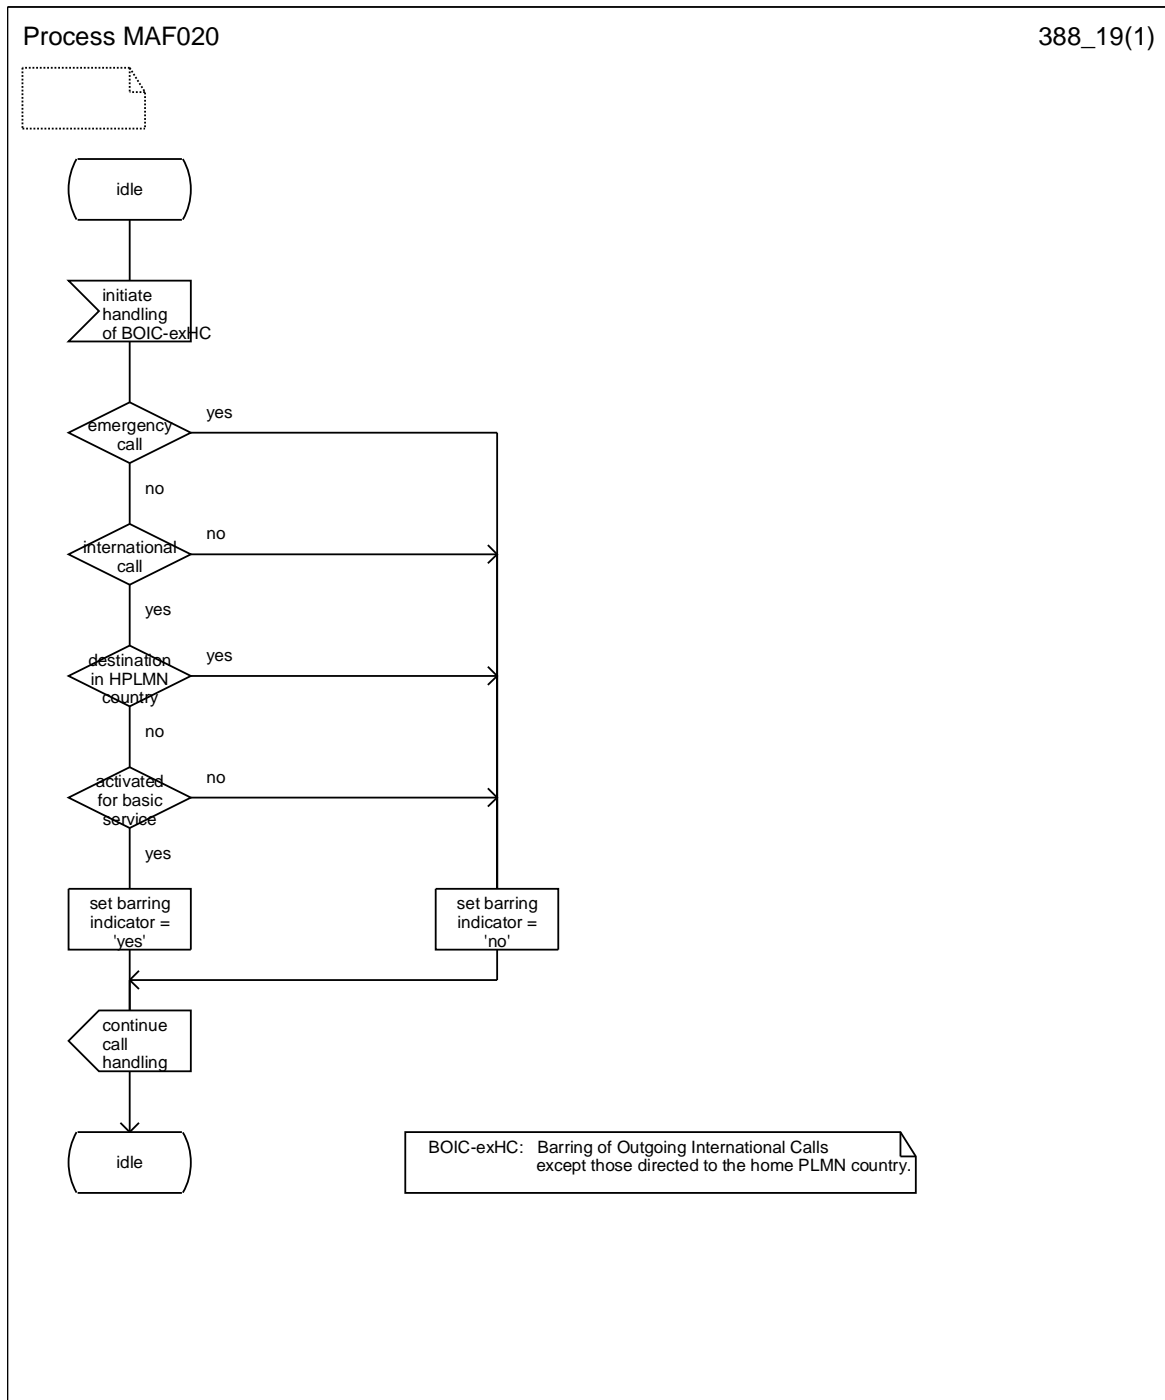 Process MAF020
388_19(1)
idle
initiate
handling
of BOIC-exHC
emergency
call
yes
no
international
call
no
yes
destination
in HPLMN
country
yes
no
activated
for basic
service
no
yes
set barring
indicator =
'yes'
set barring
indicator =
'no'
continue
call
handling
idle
BOIC-exHC: Barring of Outgoing International Calls
except those directed to the home PLMN country.